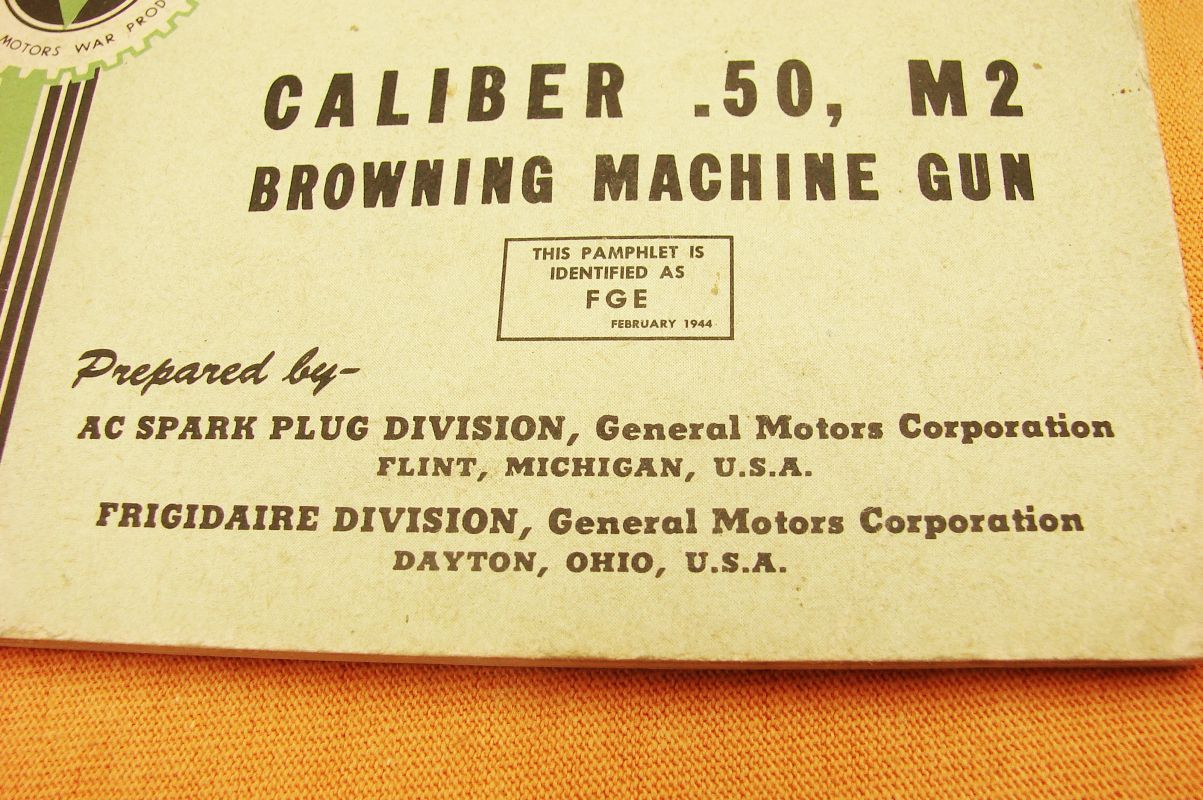 MOTORS WAR
CALIBER .50, M2
BROWNING MACHINE GUN
THIS PAMPHLET IS
IDENTIFIED AS
FGE
FEBRUARY 1944
Prepared by-
AC SPARK PLUG DIVISION, General Motors Corporation
FLINT, MICHIGAN, U.S.A.
FRIGIDAIRE DIVISION, General Motors Corporation
DAYTON, OHIO, U.S.A.